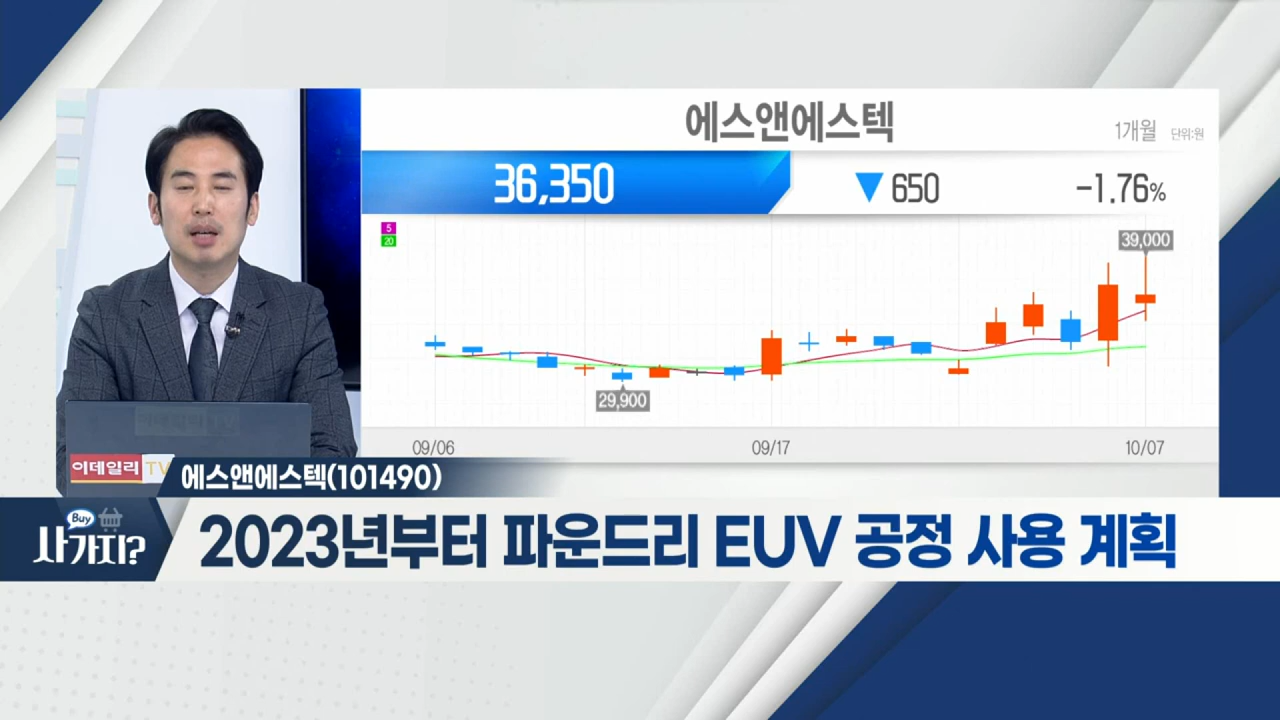 에스앤에스텍
1개월 단위:원
36,350 ▼650 -1.76%
5
20
39,000
29,900
09/06 09/17 10/07
이데일리 TV
에스앤에스텍(101490)
Buy
사가지?
2023년부터 파운드리 EUV 공정 사용 계획